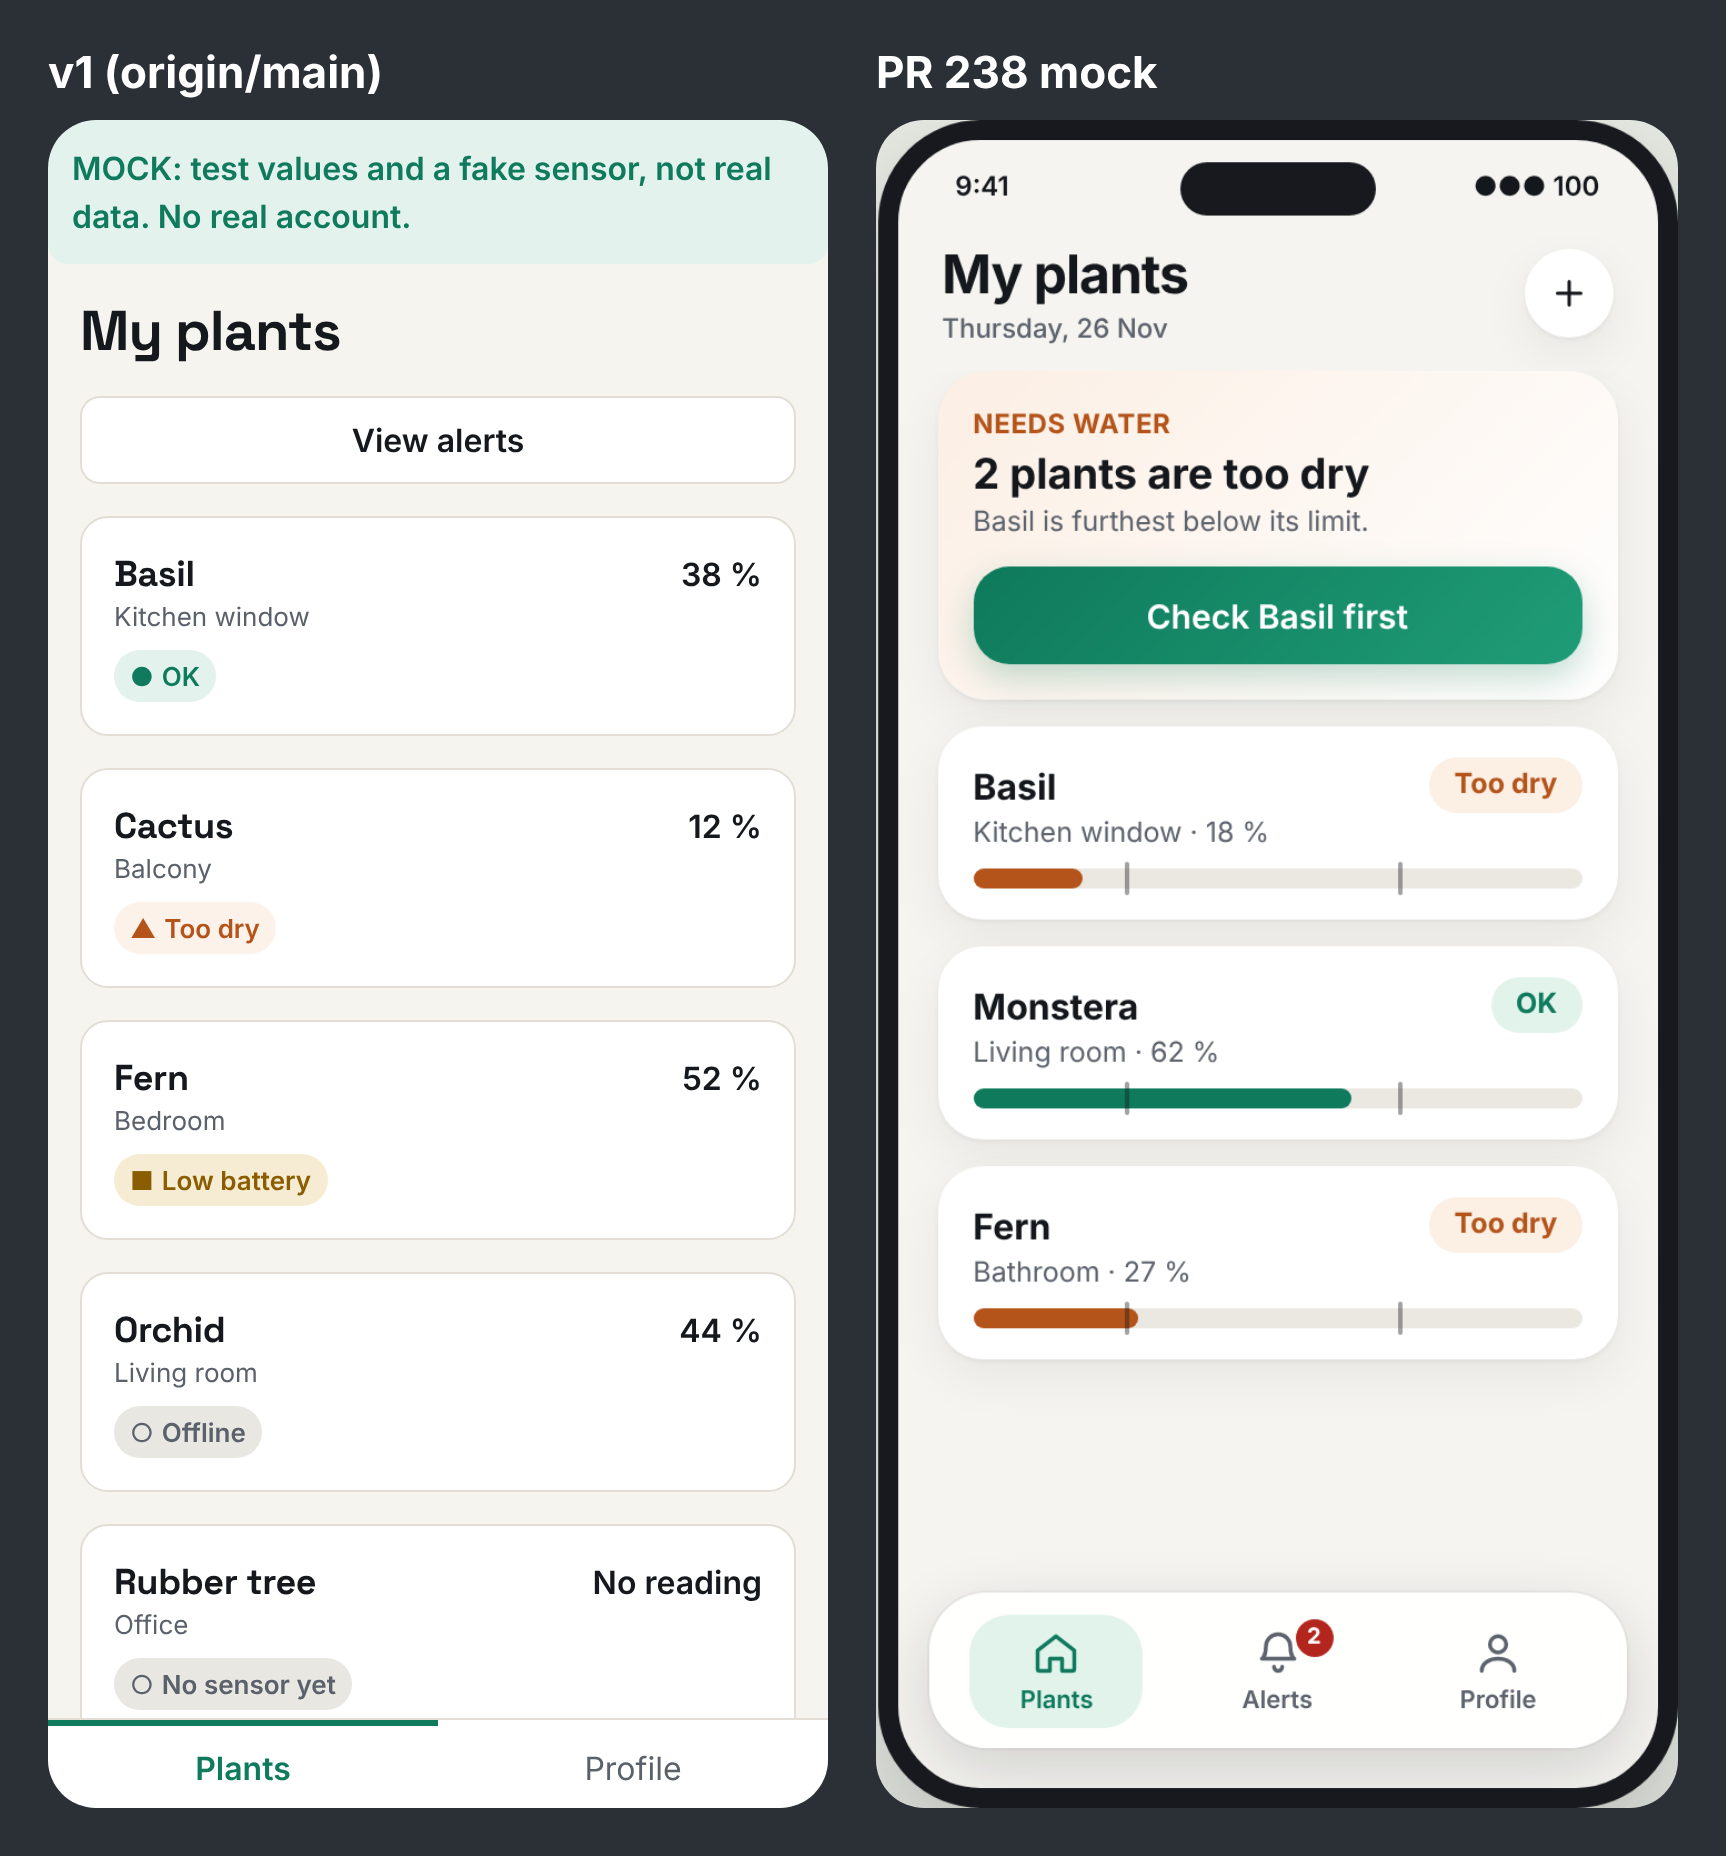 v1 (origin/main)
MOCK: test values and a fake sensor, not real
data. No real account.
My plants
View alerts
Basil
38 %
Kitchen window
OK
Cactus
12 %
Balcony
Too dry
Fern
52 %
Bedroom
Low battery
Orchid
44 %
Living room
Offline
Rubber tree
No reading
Office
No sensor yet
Plants
Profile
PR 238 mock
9:41
100
My plants
Thursday, 26 Nov
+
NEEDS WATER
2 plants are too dry
Basil is furthest below its limit.
Check Basil first
Basil
Too dry
Kitchen window · 18 %
Monstera
OK
Living room · 62 %
Fern
Too dry
Bathroom · 27 %
2
Plants
Alerts
Profile